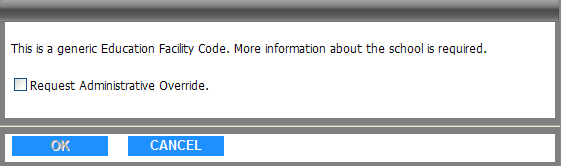 This is a generic Education Facility Code. More information about the school is required.
Request Administrative Override.
OK CANCEL